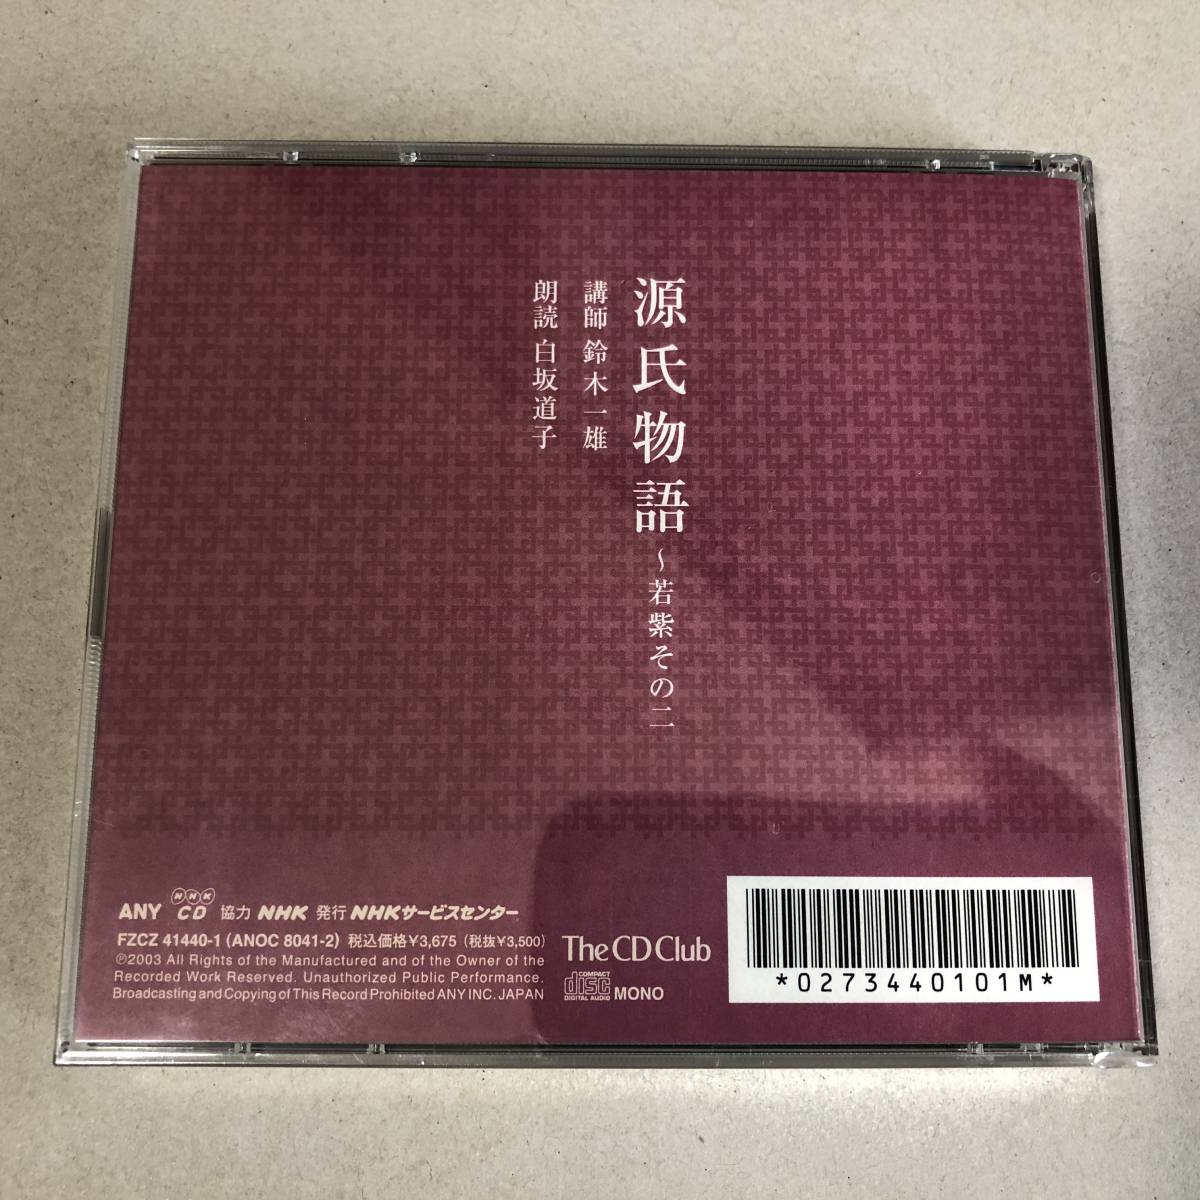 源氏物語～若紫その二
講師 鈴木一雄
朗読 白坂道子
ANY NHK CD 協力 NHK 発行 NHKサービスセンター
FZCZ 41440-1 (ANOC 8041-2) 税込価格¥3,675 (税抜¥3,500)
℗2003 All Rights of the Manufactured and of the Owner of the
Recorded Work Reserved. Unauthorized Public Performance.
Broadcasting and Copying of This Record Prohibited ANY INC. JAPAN
The CD Club
COMPACT disc DIGITAL AUDIO MONO
*0273440101M*